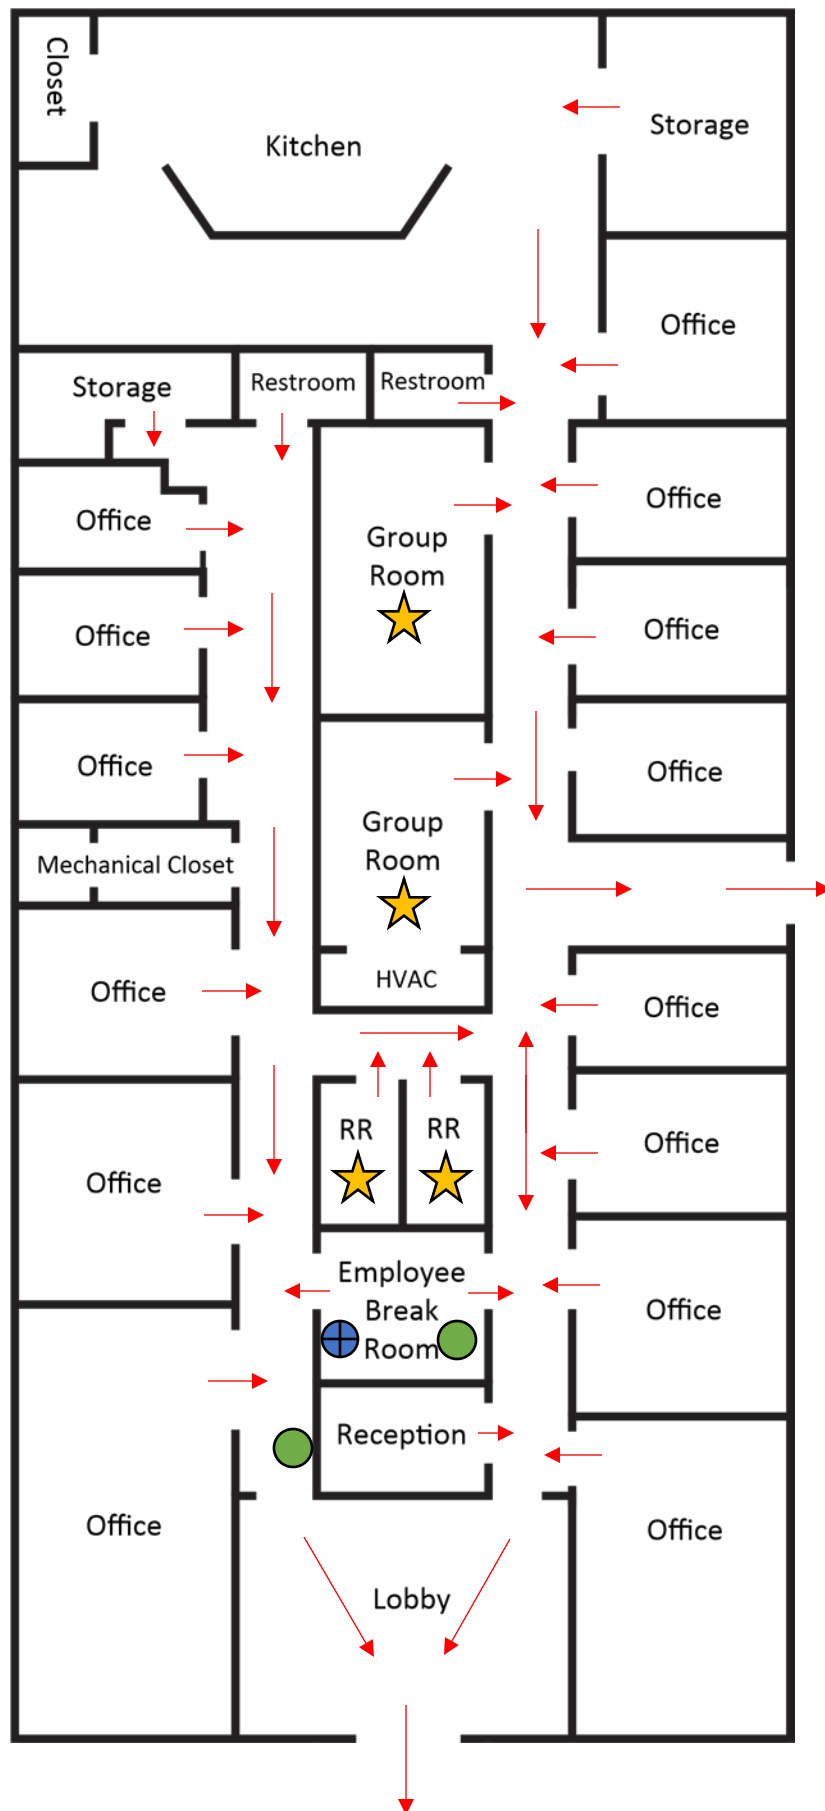 Closet
Kitchen
Storage
Office
Storage
Restroom
Restroom
Office
Office
Group
Room
Office
Office
Office
Office
Group
Room
Mechanical Closet
HVAC
Office
Office
RR
RR
Office
Office
Employee
Break
Room
Office
Reception
Office
Office
Lobby